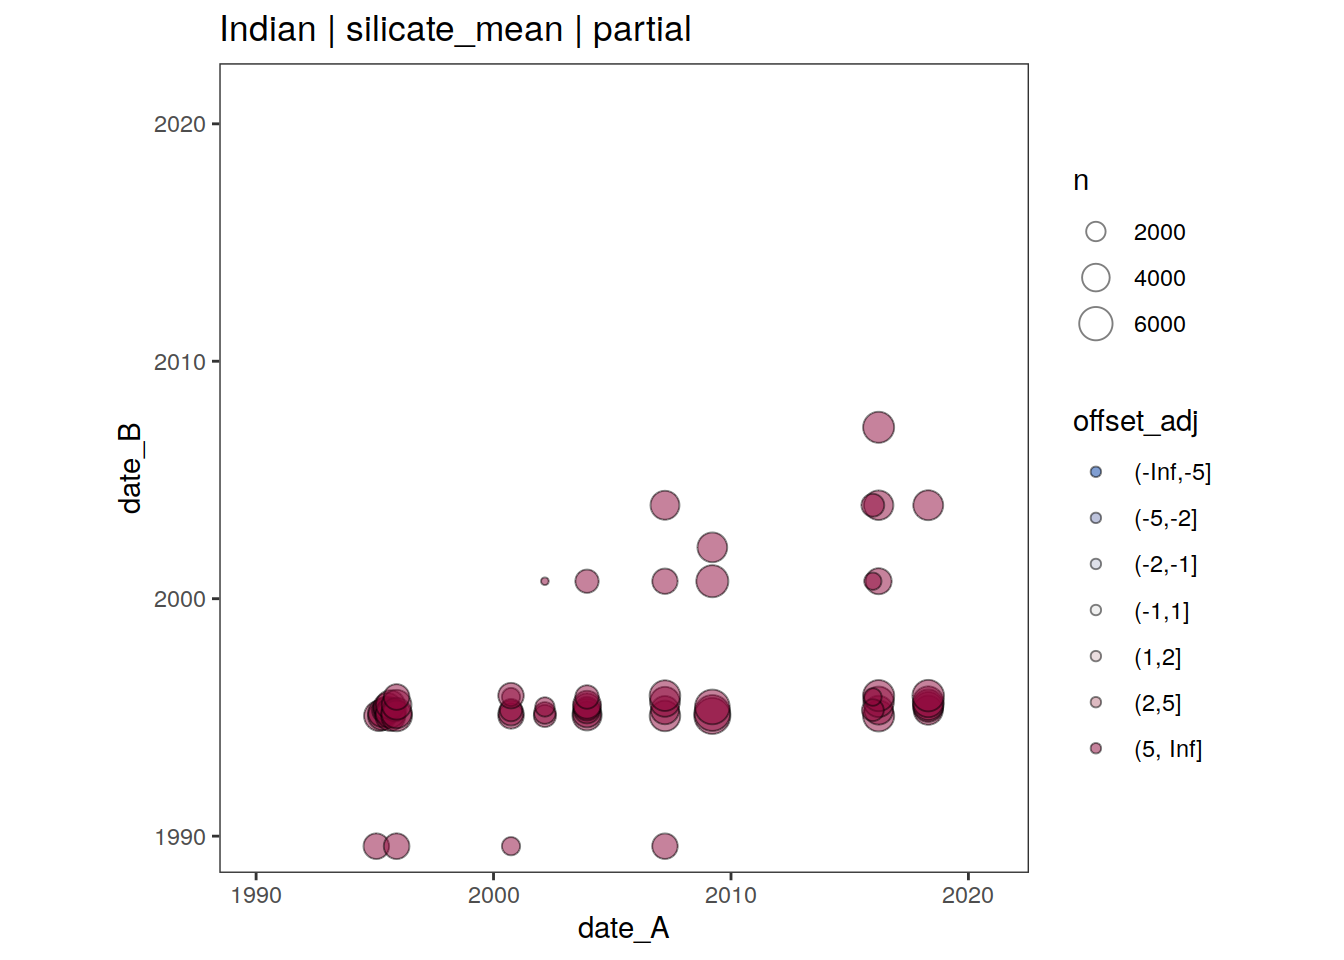 Indian | silicate_mean | partial
2020
2010
2000
1990
date_B
1990
2000
2010
2020
date_A
n
2000
4000
6000
offset_adj
(-Inf,-5]
(-5,-2]
(-2,-1]
(-1,1]
(1,2]
(2,5]
(5, Inf]